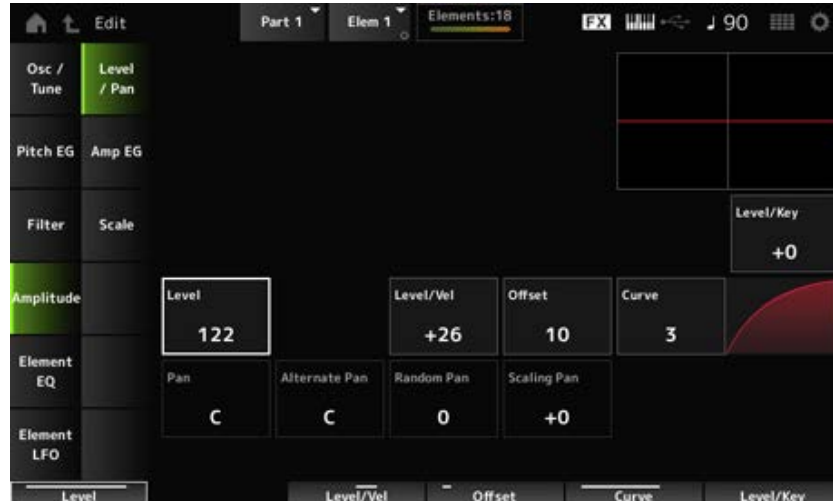 Edit
Part 1
Elem 1
Elements:18
FX
♩ 90
Osc /
Tune
Level
/ Pan
Pitch EG
Amp EG
Filter
Scale
Level/Key
+0
Amplitude
Level
122
Level/Vel
+26
Offset
10
Curve
3
Element
EQ
Pan
C
Alternate Pan
C
Random Pan
0
Scaling Pan
+0
Element
LFO
Level
Level/Vel
Offset
Curve
Level/Key